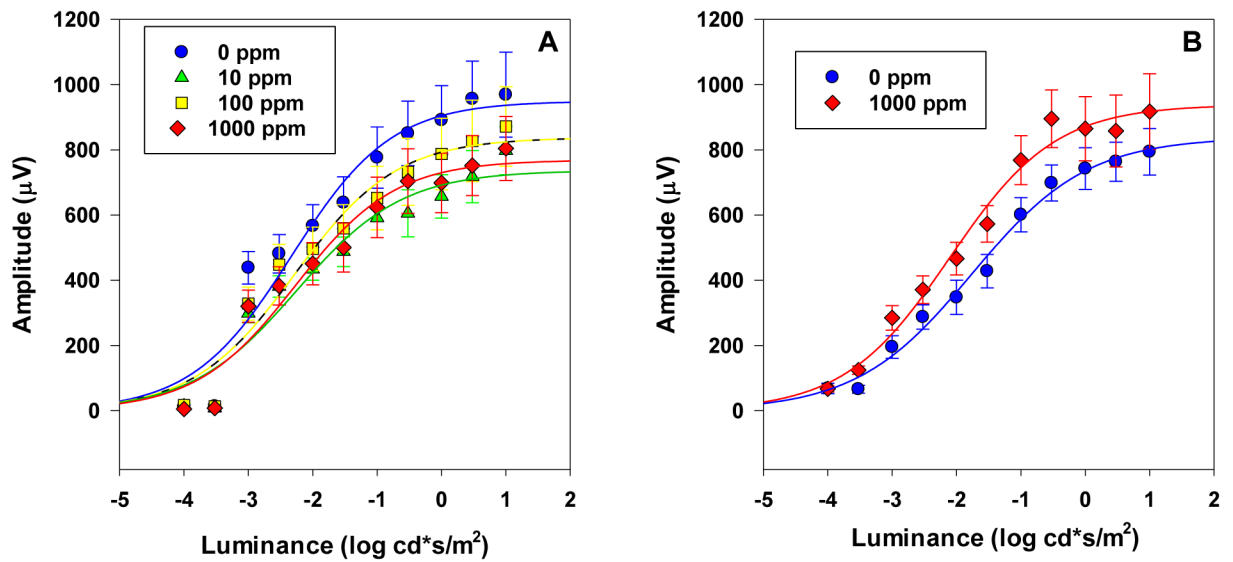 A
0 ppm
10 ppm
100 ppm
1000 ppm
1200
1000
800
600
400
200
0
Amplitude (μV)
-5 -4 -3 -2 -1 0 1 2
Luminance (log cd*s/m²)
B
0 ppm
1000 ppm
1200
1000
800
600
400
200
0
Amplitude (μV)
-5 -4 -3 -2 -1 0 1 2
Luminance (log cd*s/m²)